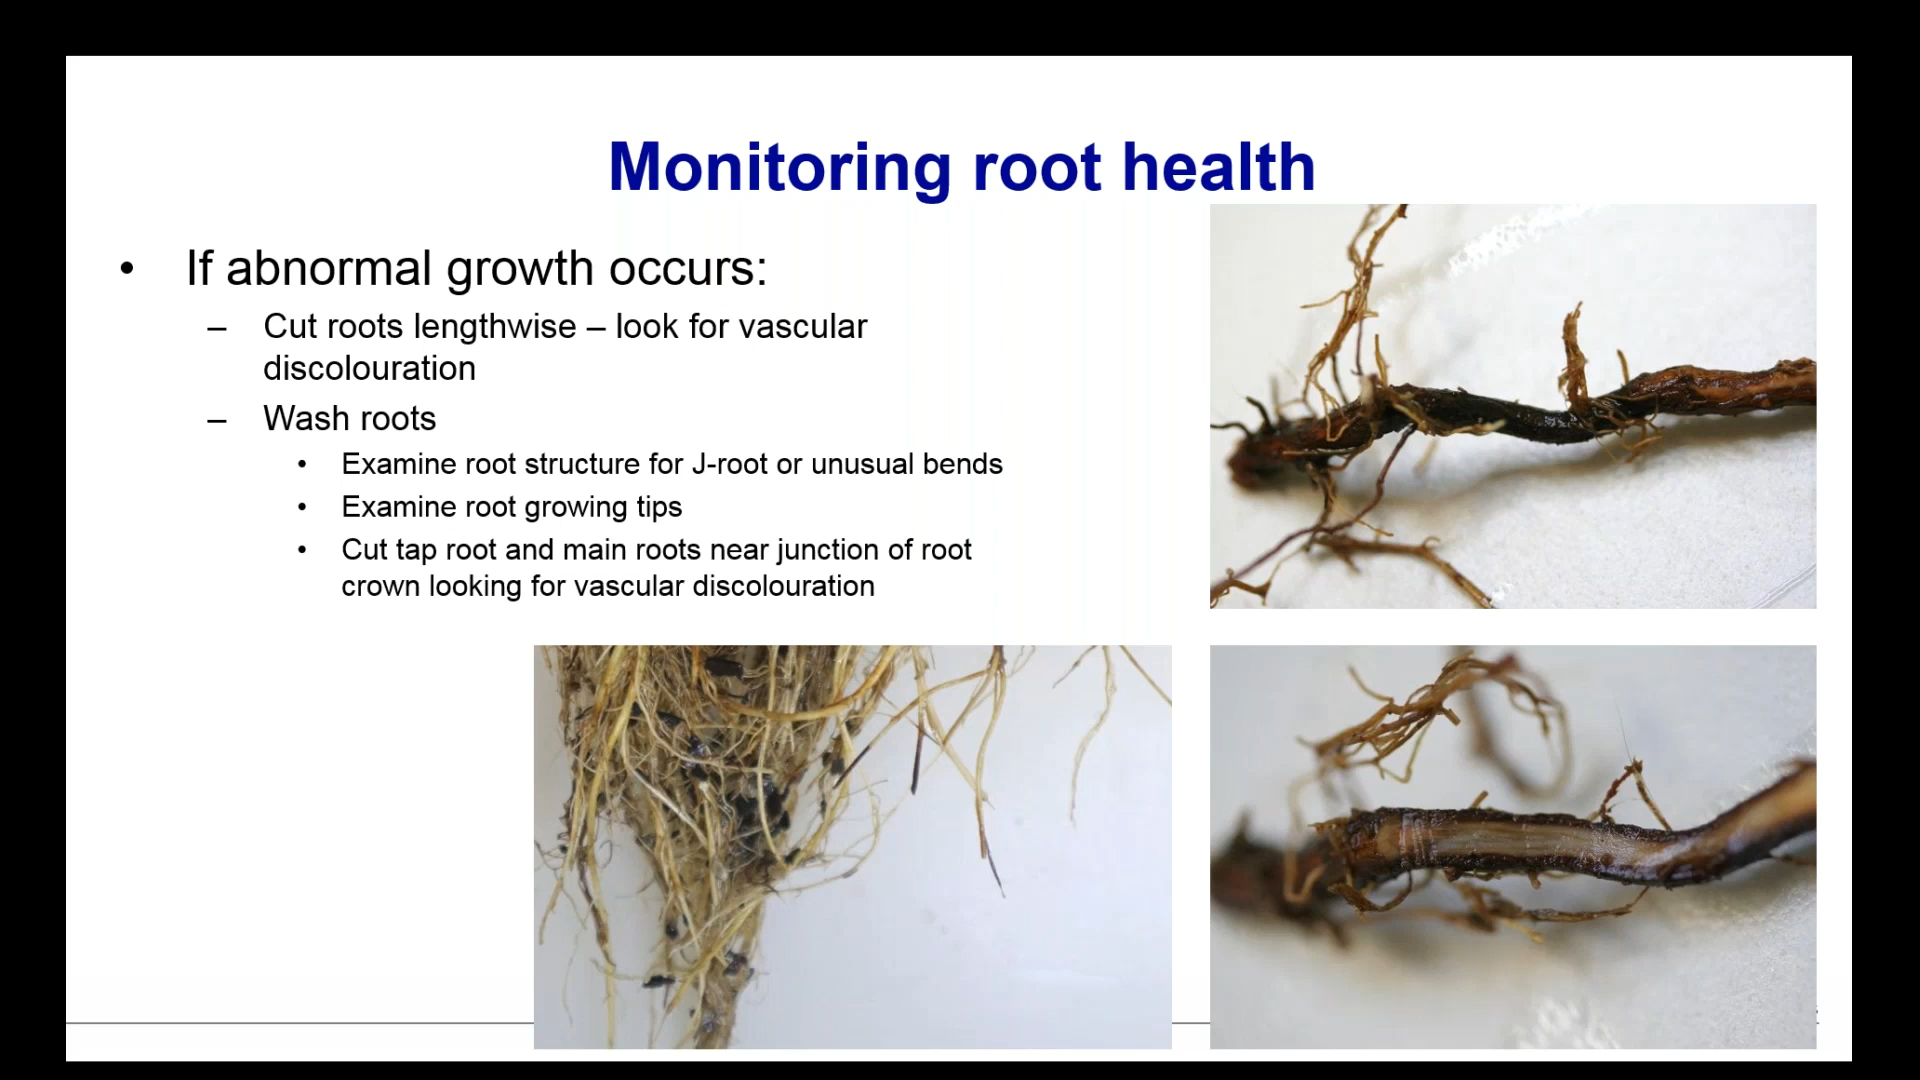 Monitoring root health
• If abnormal growth occurs:
– Cut roots lengthwise – look for vascular
discolouration
– Wash roots
• Examine root structure for J-root or unusual bends
• Examine root growing tips
• Cut tap root and main roots near junction of root
crown looking for vascular discolouration